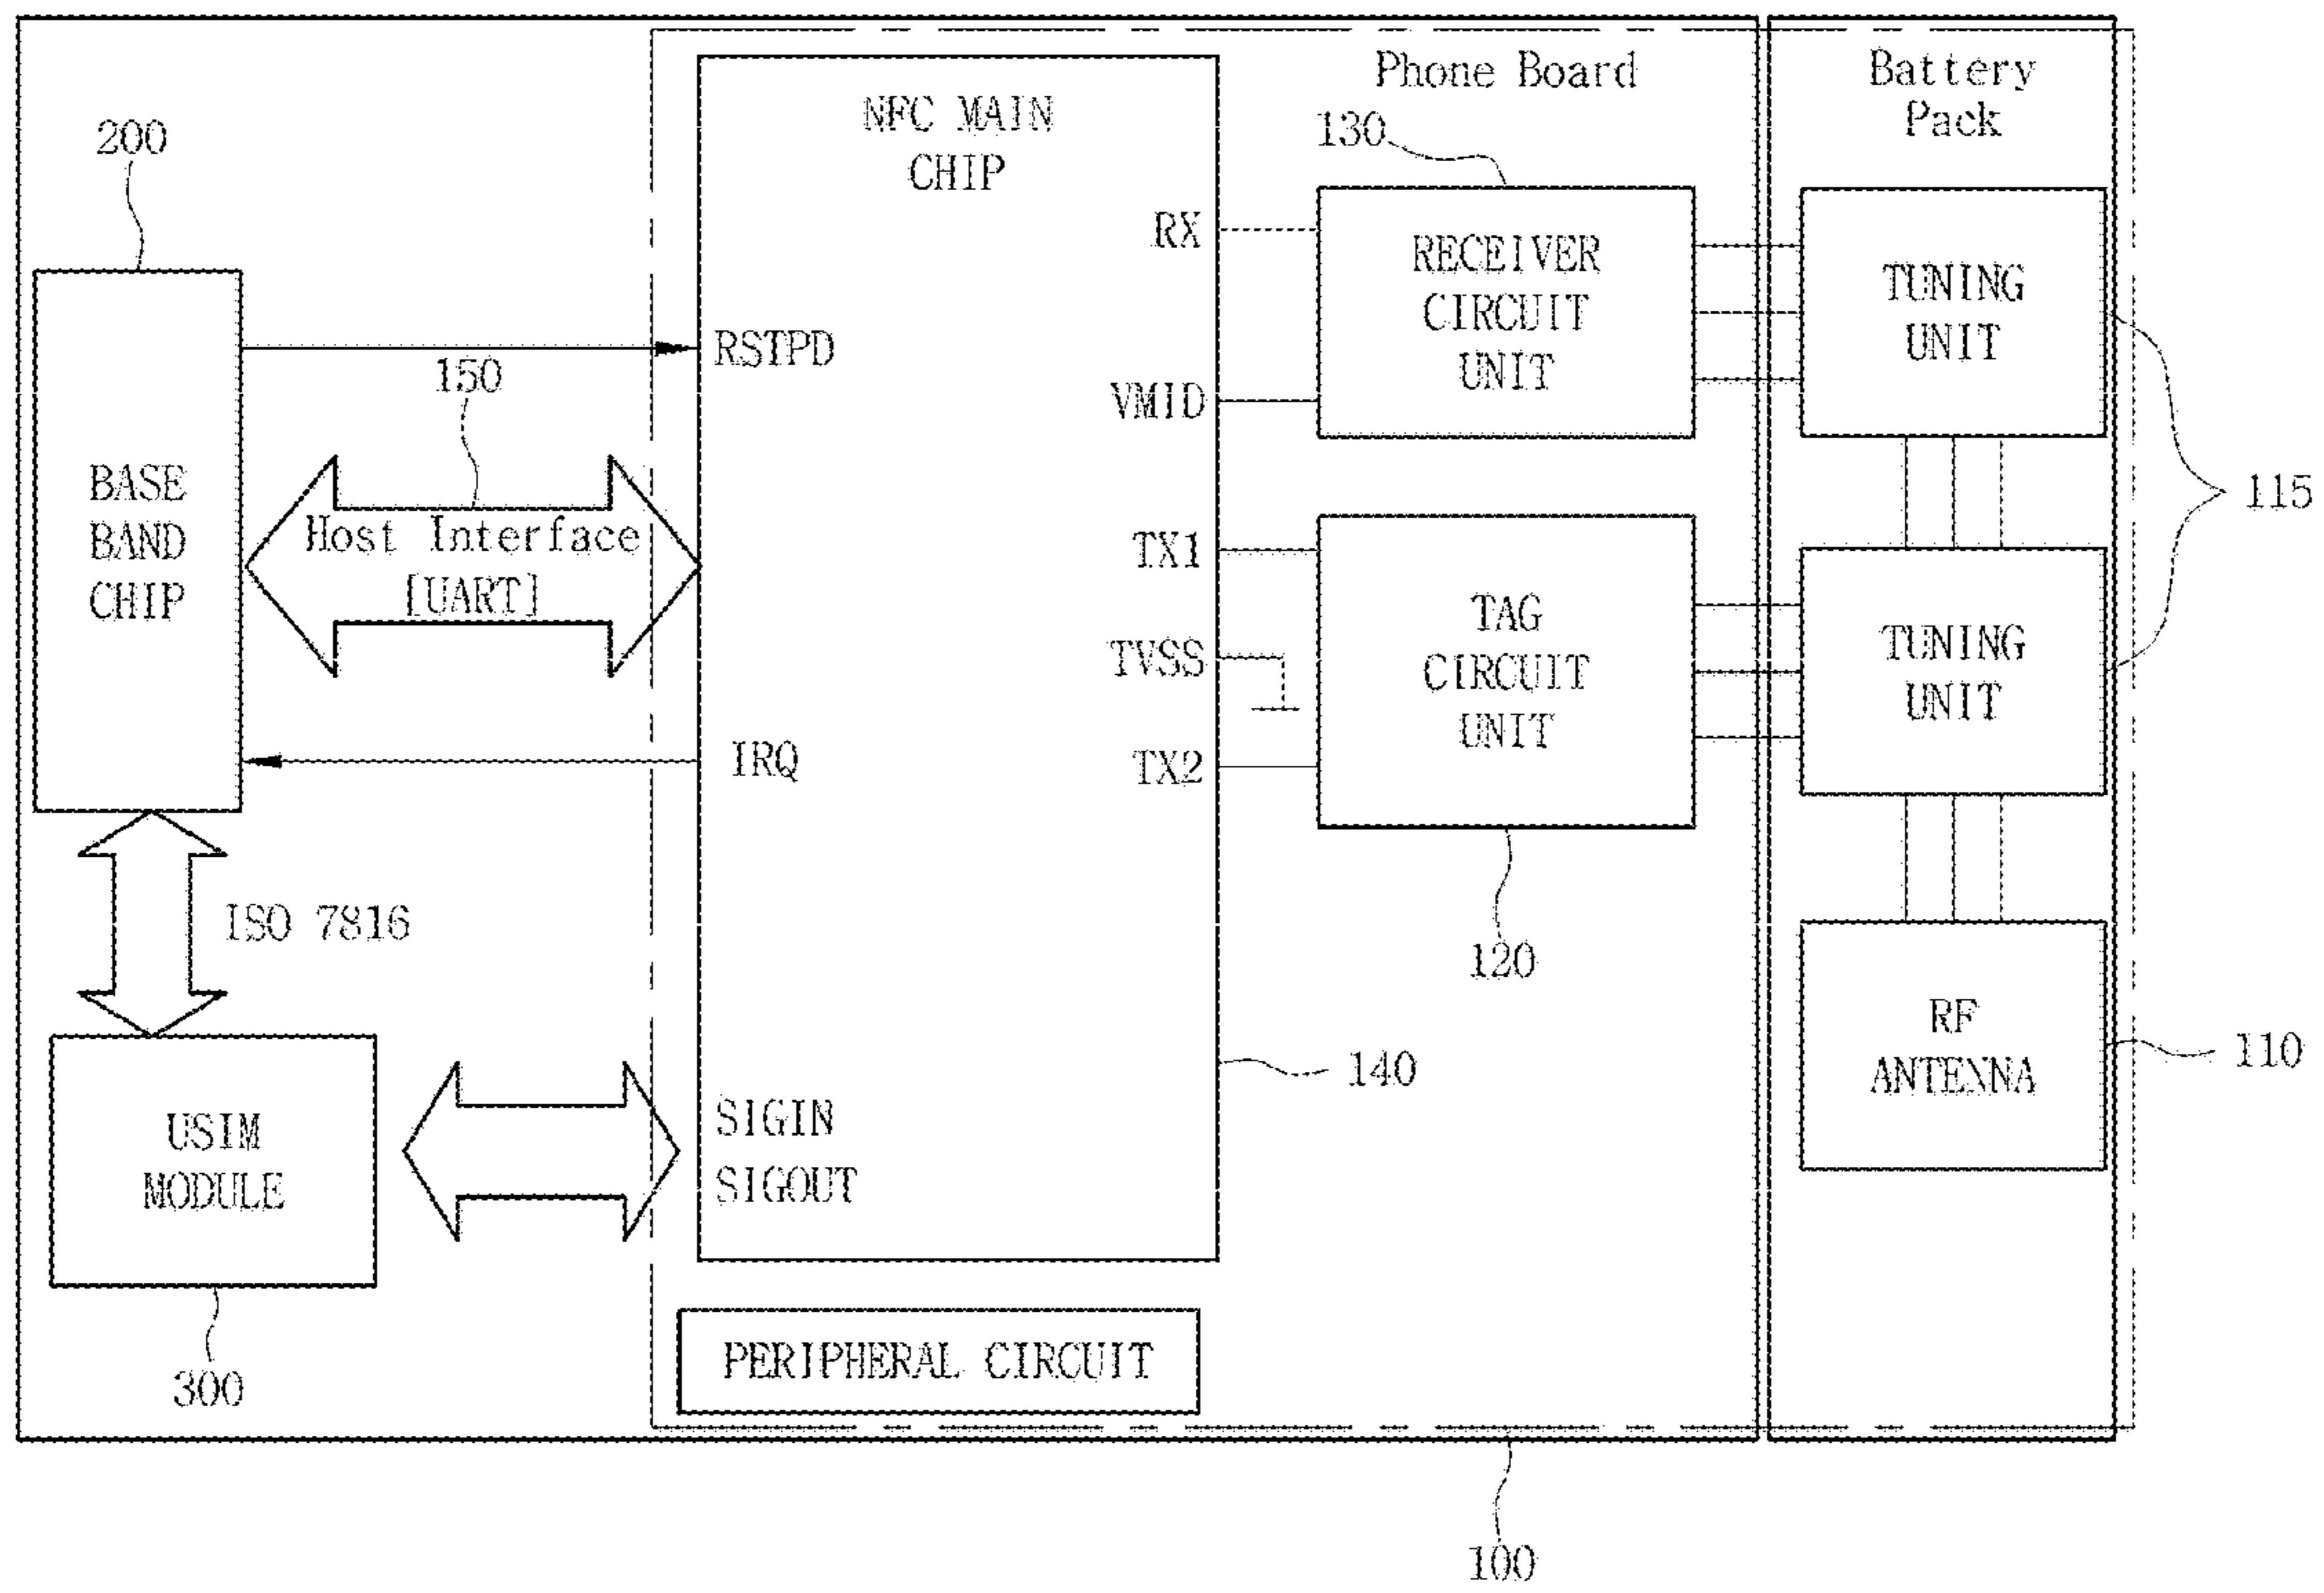 Phone Board
Battery
Pack
NFC MAIN
CHIP
200
130
RX
RECEIVER
CIRCUIT
UNIT
TUNING
UNIT
RSTPD
150
VMID
BASE
BAND
CHIP
Host Interface
[UART]
115
TX1
TAG
CIRCUIT
UNIT
TUNING
UNIT
TVSS
IRQ
TX2
ISO 7816
120
RF
ANTENNA
110
140
USIM
MODULE
SIGIN
SIGOUT
PERIPHERAL CIRCUIT
300
100